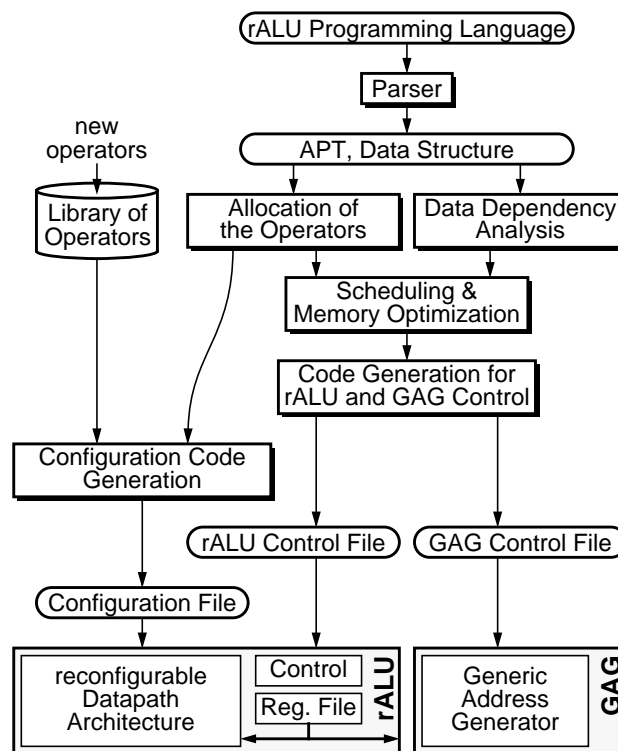 rALU Programming Language
Parser
new
operators
APT, Data Structure
Library of
Operators
Allocation of
the Operators
Data Dependency
Analysis
Scheduling &
Memory Optimization
Code Generation for
rALU and GAG Control
Configuration Code
Generation
rALU Control File
GAG Control File
Configuration File
reconfigurable
Datapath
Architecture
Control
Reg. File
rALU
Generic
Address
Generator
GAG